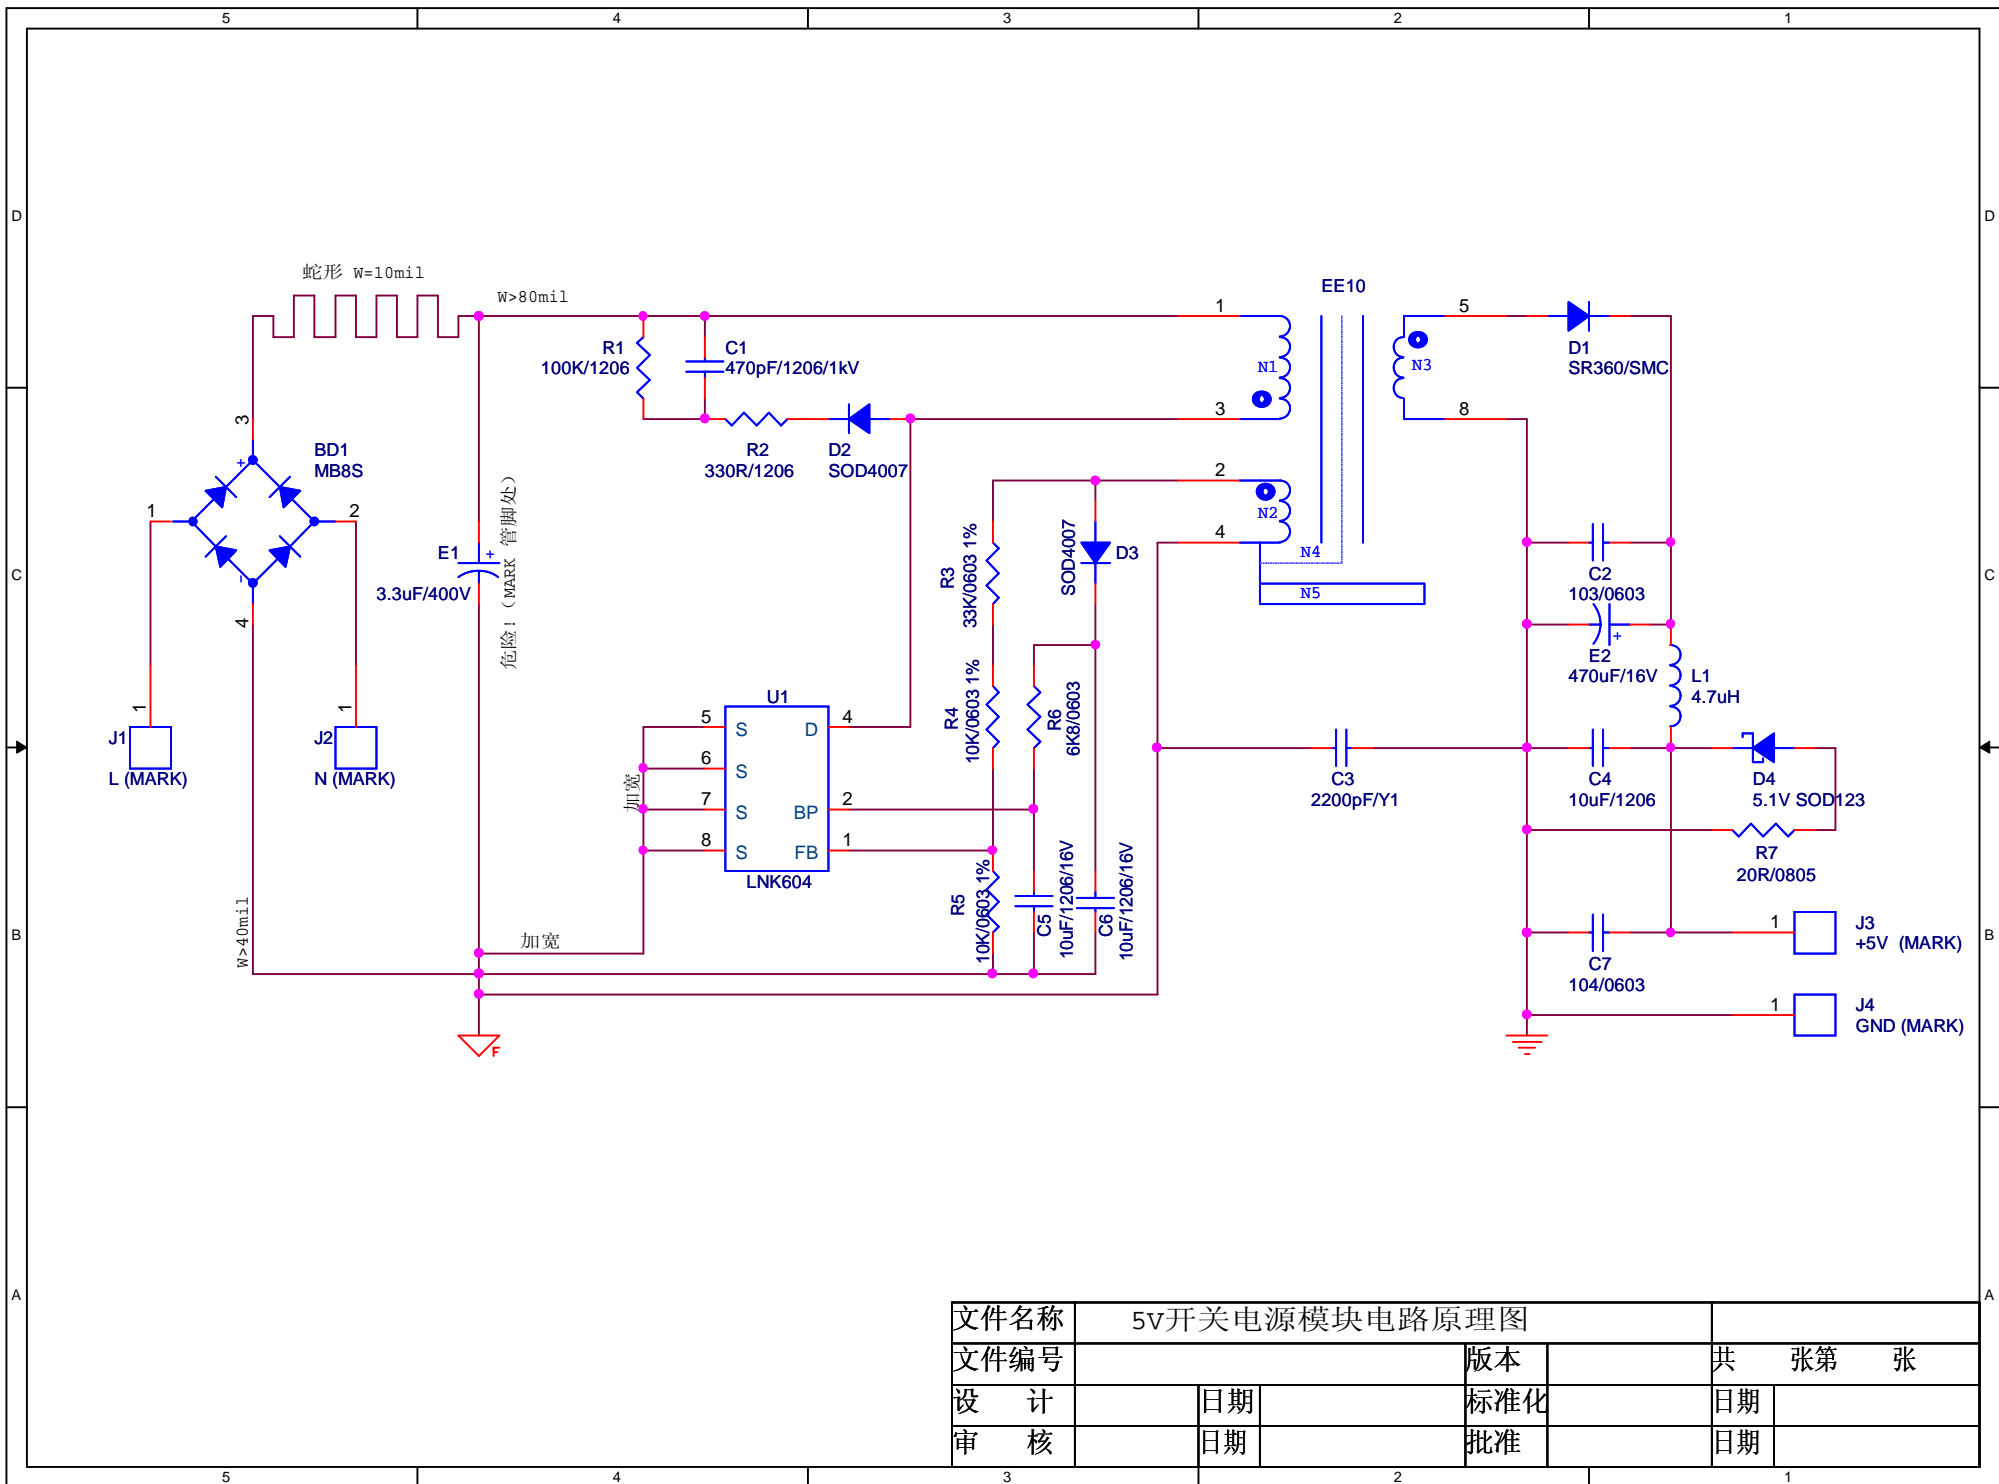 5 4 3 2 1
D D
蛇形 W=10mil
W>80mil
EE10
1 5
R1
100K/1206
C1
470pF/1206/1kV
N1
N3
D1
SR360/SMC
3 8
3
BD1
MB8S
+
R2
330R/1206
D2
SOD4007
2
N2
1 2
4
危险!（MARK 管脚处）
E1
+
3.3uF/400V
R3
33K/0603 1%
SOD4007
D3
N4
N5
C C
-
4
C2
103/0603
+
E2
470uF/16V
L1
4.7uH
1 1
J1
L (MARK)
J2
N (MARK)
U1
5 S D 4
6 S
7 S BP 2
8 S FB 1
LNK604
加宽
R4
10K/0603 1%
R6
6K8/0603
C3
2200pF/Y1
C4
10uF/1206
D4
5.1V SOD123
R7
20R/0805
R5
10K/0603 1%
C5
10uF/1206/16V
C6
10uF/1206/16V
W>40mil
加宽
B B
C7
104/0603
1
J3
+5V (MARK)
1
J4
GND (MARK)
F
A A
文件名称 5V开关电源模块电路原理图
文件编号 版本 共 张第 张
设 计 日期 标准化 日期
审 核 日期 批准 日期
5 4 3 2 1